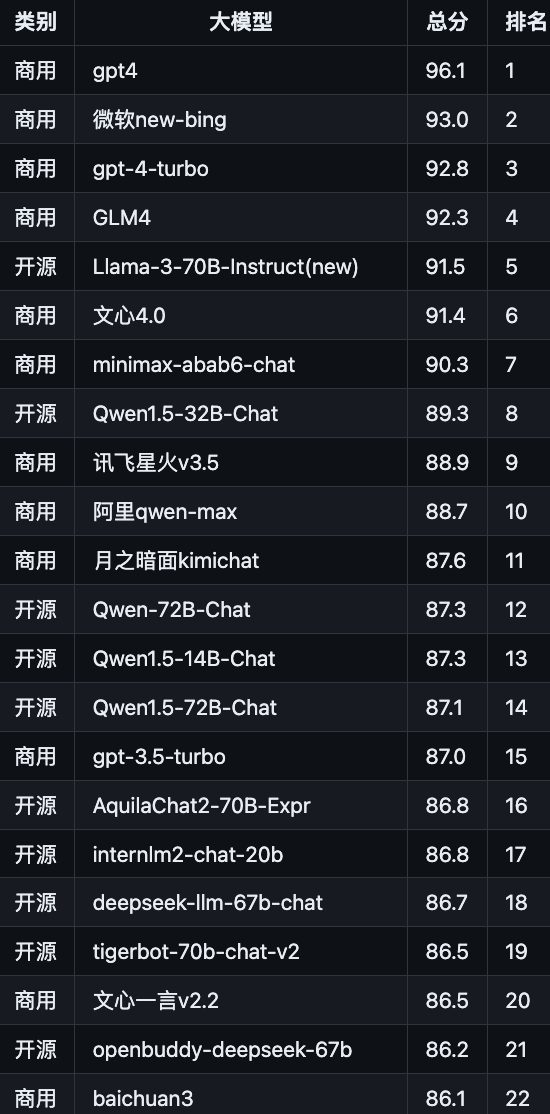 类别 大模型 总分 排名
商用 gpt4 96.1 1
商用 微软new-bing 93.0 2
商用 gpt-4-turbo 92.8 3
商用 GLM4 92.3 4
开源 Llama-3-70B-Instruct(new) 91.5 5
商用 文心4.0 91.4 6
商用 minimax-abab6-chat 90.3 7
开源 Qwen1.5-32B-Chat 89.3 8
商用 讯飞星火v3.5 88.9 9
商用 阿里qwen-max 88.7 10
商用 月之暗面kimichat 87.6 11
开源 Qwen-72B-Chat 87.3 12
开源 Qwen1.5-14B-Chat 87.3 13
开源 Qwen1.5-72B-Chat 87.1 14
商用 gpt-3.5-turbo 87.0 15
开源 AquilaChat2-70B-Expr 86.8 16
开源 internlm2-chat-20b 86.8 17
开源 deepseek-llm-67b-chat 86.7 18
开源 tigerbot-70b-chat-v2 86.5 19
商用 文心一言v2.2 86.5 20
开源 openbuddy-deepseek-67b 86.2 21
商用 baichuan3 86.1 22